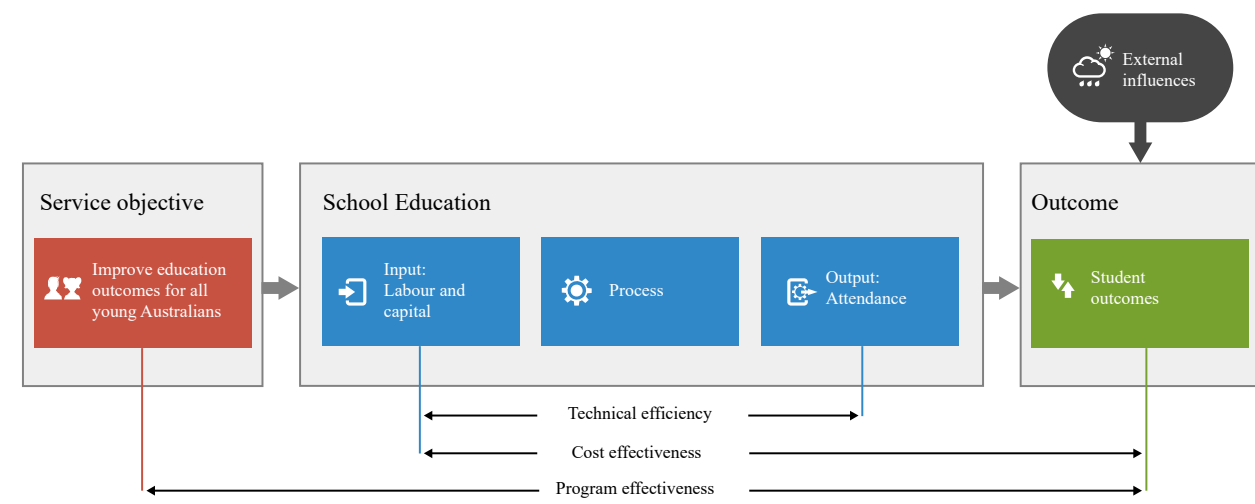 External
influences
Service objective
School Education
Outcome
Improve education
outcomes for all
young Australians
Input:
Labour and
capital
Process
Output:
Attendance
Student
outcomes
Technical efficiency
Cost effectiveness
Program effectiveness